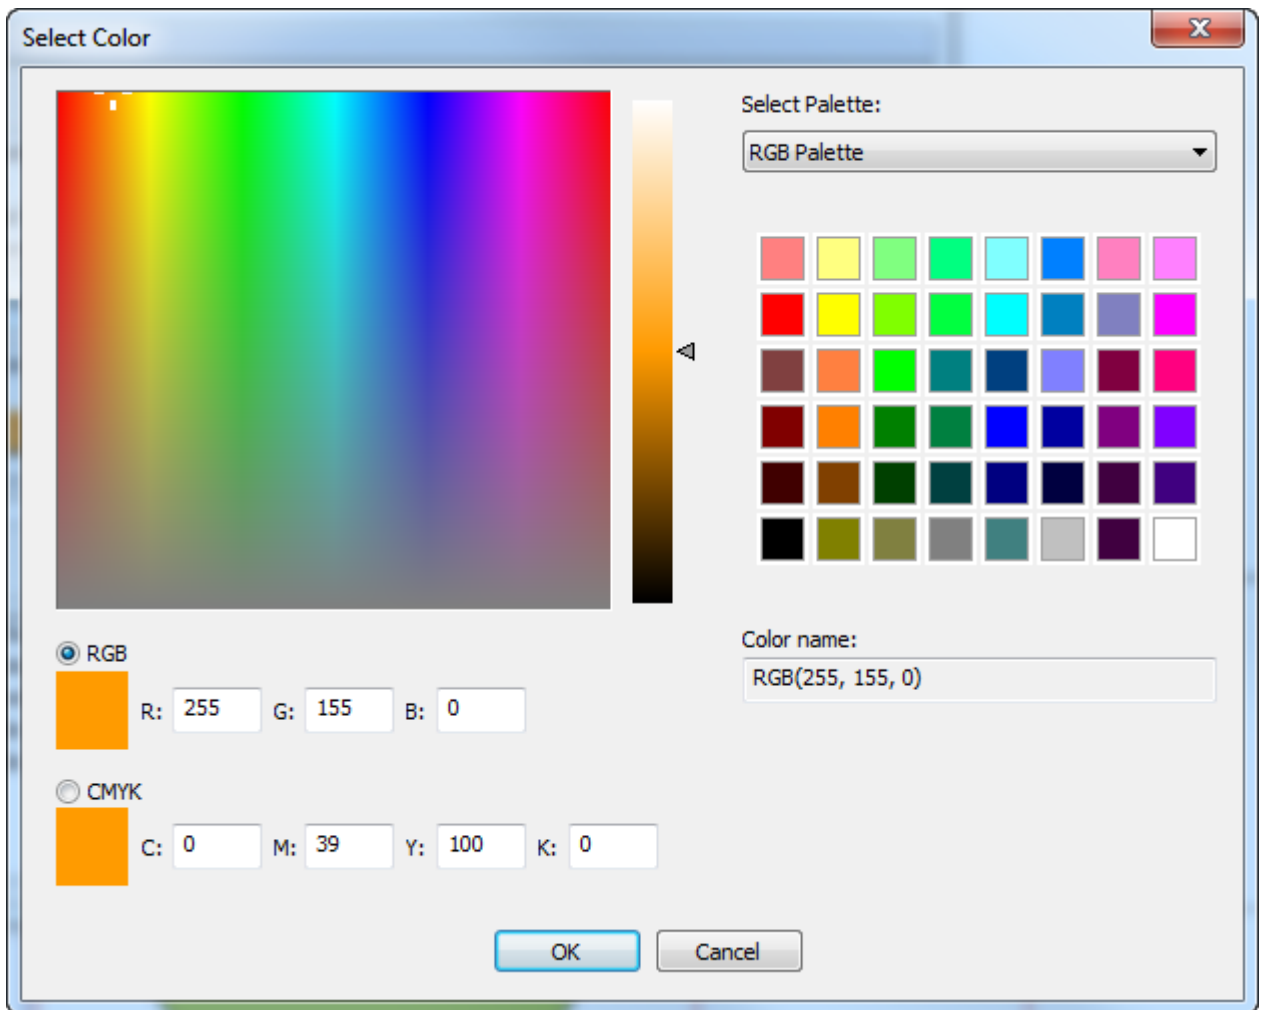 Select Color
Select Palette:
RGB Palette
Color name:
RGB(255, 155, 0)
RGB
R: 255 G: 155 B: 0
CMYK
C: 0 M: 39 Y: 100 K: 0
OK Cancel